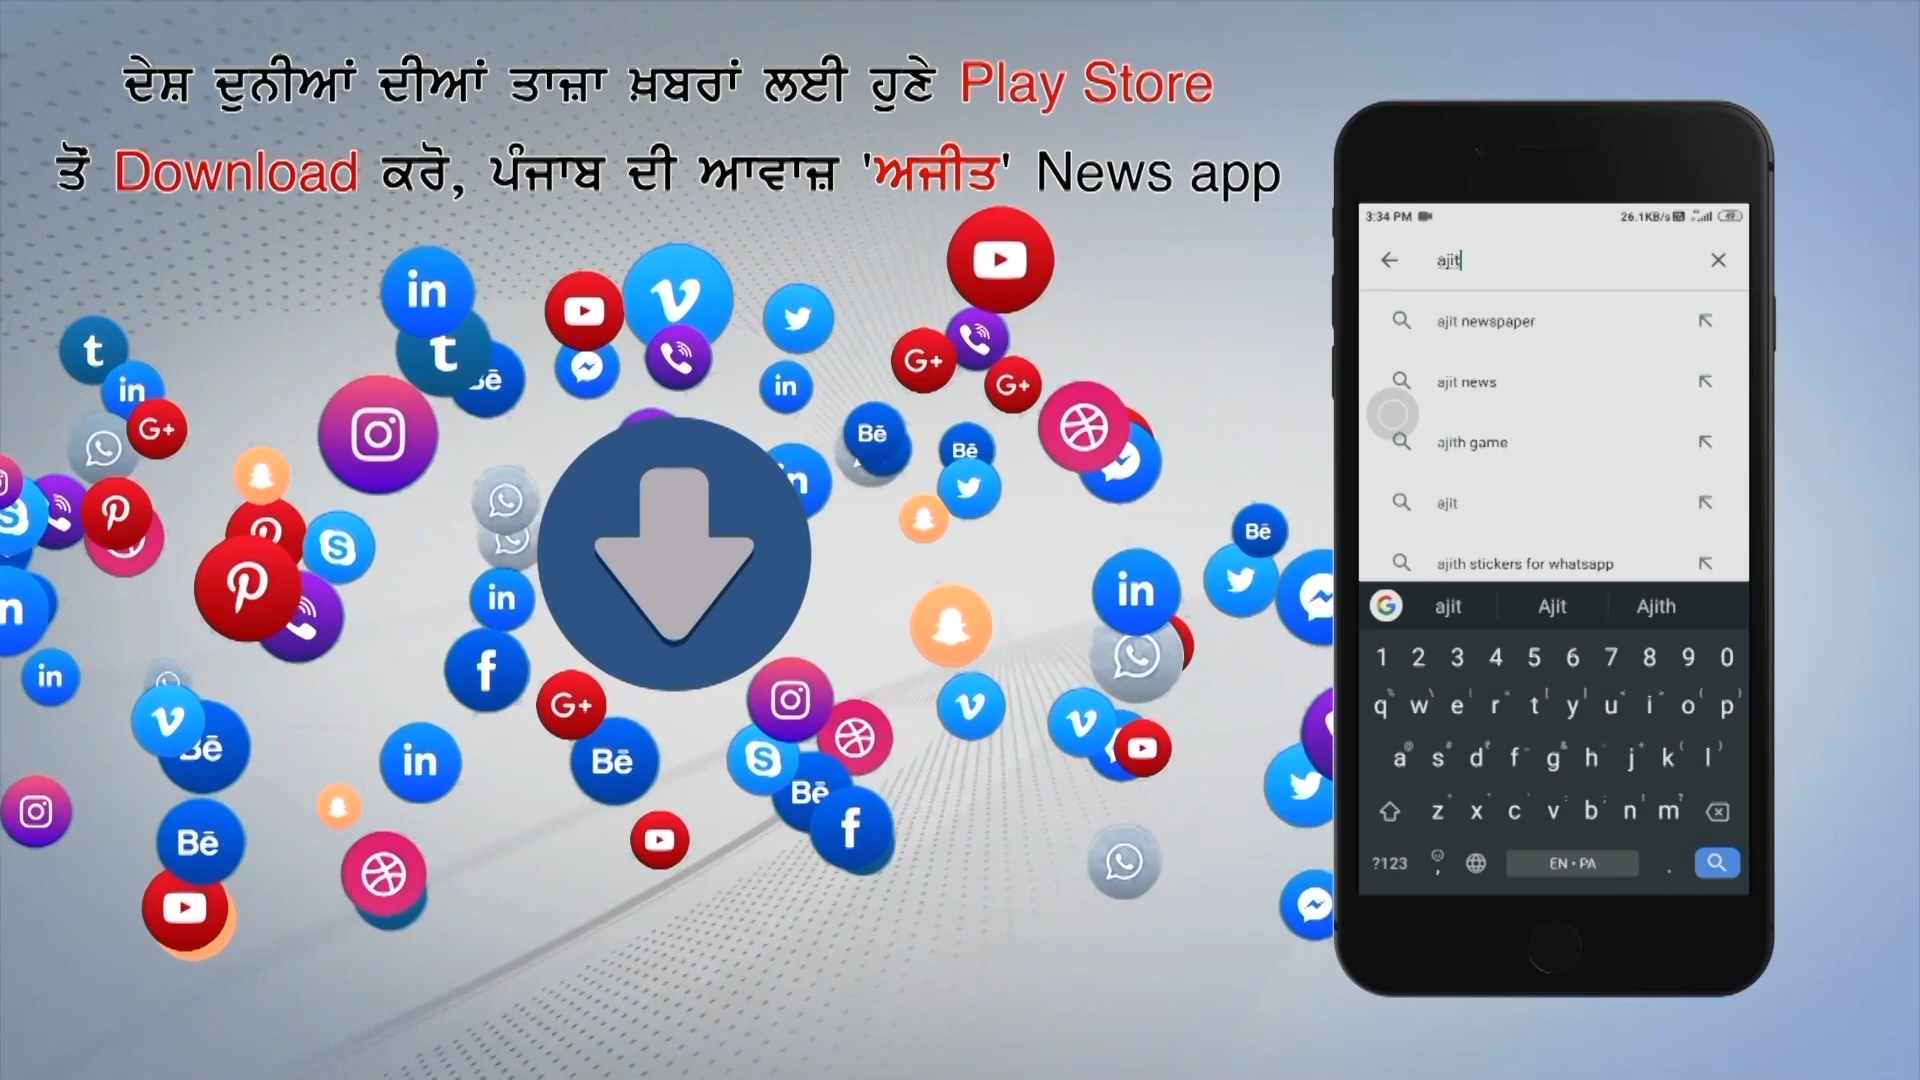 ਦੇਸ਼ ਦੁਨੀਆਂ ਦੀਆਂ ਤਾਜ਼ਾ ਖ਼ਬਰਾਂ ਲਈ ਹੁਣੇ Play Store
ਤੋਂ Download ਕਰੋ, ਪੰਜਾਬ ਦੀ ਆਵਾਜ਼ 'ਅਜੀਤ' News app
3:34 PM 26.1KB/s
ajit
ajit newspaper
ajit news
ajith game
ajit
ajith stickers for whatsapp
ajit Ajit Ajith
1 2 3 4 5 6 7 8 9 0
q w e r t y u i o p
a s d f g h j k l
z x c v b n m
?123 , EN • PA .